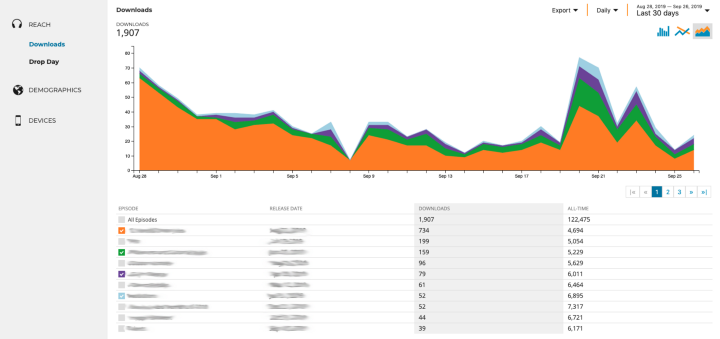 REACH
Downloads
Drop Day
DEMOGRAPHICS
DEVICES
Downloads
Export
Daily
Aug 28, 2019 — Sep 26, 2019
Last 30 days
DOWNLOADS
1,907
80
70
60
50
40
30
20
10
0
Aug 28 Sep 1 Sep 5 Sep 9 Sep 13 Sep 17 Sep 21 Sep 25
|« « 1 2 3 » »|
EPISODE RELEASE DATE DOWNLOADS ALL-TIME
All Episodes 1,907 122,475
734 4,694
199 5,054
159 5,229
96 5,629
79 6,011
61 6,464
52 6,895
52 7,317
44 6,721
39 6,171